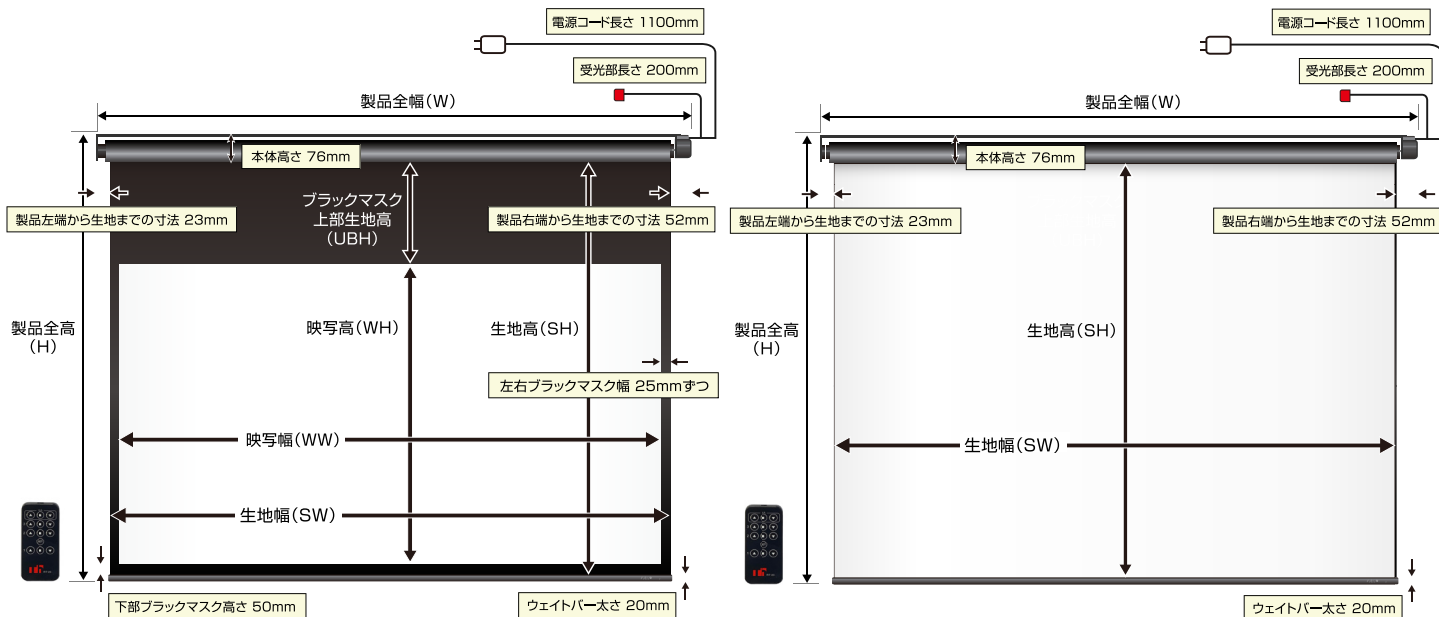 電源コード長さ 1100mm
受光部長さ 200mm
製品全幅(W)
本体高さ 76mm
製品左端から生地までの寸法 23mm
ブラックマスク
上部生地高
(UBH)
製品右端から生地までの寸法 52mm
製品全高
(H)
映写高(WH)
生地高(SH)
左右ブラックマスク幅 25mmずつ
映写幅(WW)
生地幅(SW)
下部ブラックマスク高さ 50mm
ウェイトバー太さ 20mm
電源コード長さ 1100mm
受光部長さ 200mm
製品全幅(W)
本体高さ 76mm
製品左端から生地までの寸法 23mm
製品右端から生地までの寸法 52mm
製品全高
(H)
生地高(SH)
生地幅(SW)
ウェイトバー太さ 20mm